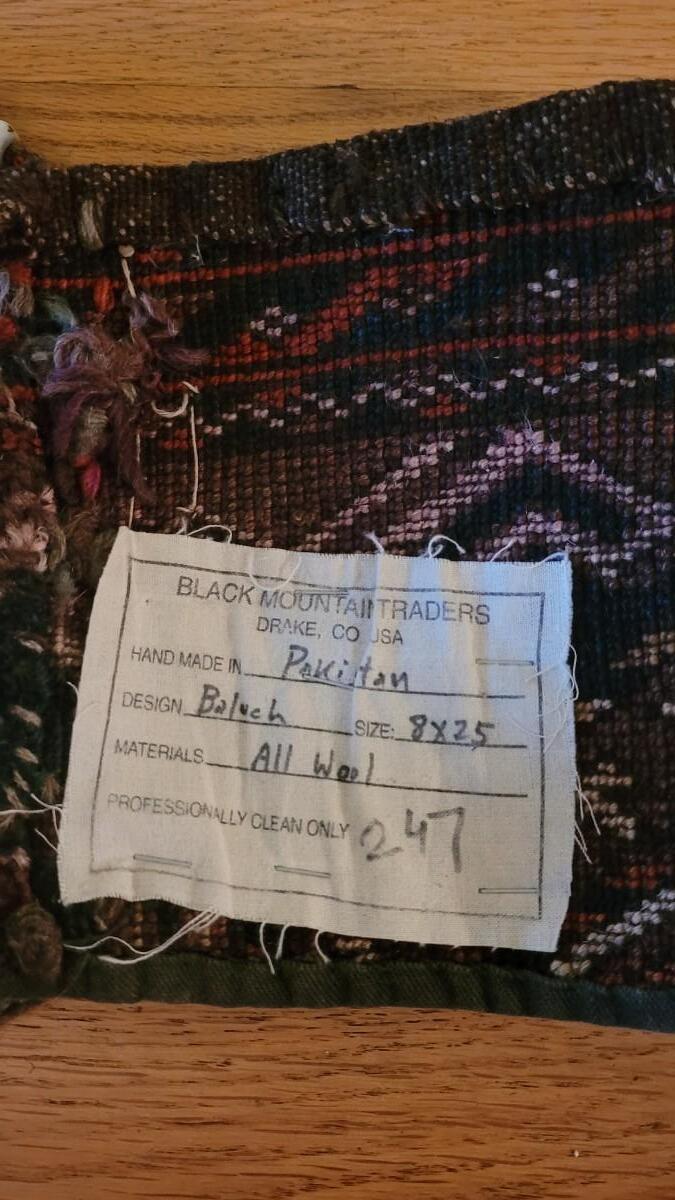 BLACK MOUNTAIN TRADERS
DRAKE, CO USA
HAND MADE IN Pakistan
DESIGN Baluch SIZE: 8x25
MATERIALS All Wool
PROFESSIONALLY CLEAN ONLY 247